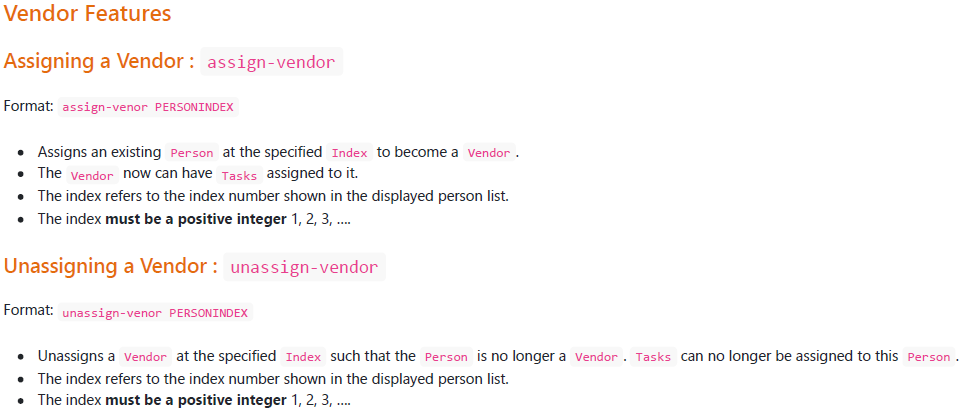 Vendor Features
Assigning a Vendor : assign-vendor
Format: assign-venor PERSONINDEX
• Assigns an existing Person at the specified Index to become a Vendor.
• The Vendor now can have Tasks assigned to it.
• The index refers to the index number shown in the displayed person list.
• The index must be a positive integer 1, 2, 3, ....
Unassigning a Vendor : unassign-vendor
Format: unassign-venor PERSONINDEX
• Unassigns a Vendor at the specified Index such that the Person is no longer a Vendor. Tasks can no longer be assigned to this Person.
• The index refers to the index number shown in the displayed person list.
• The index must be a positive integer 1, 2, 3, ....